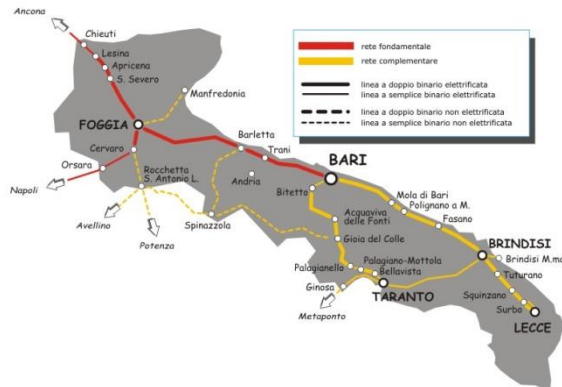 Ancona
Chieuti
Lesina
Apricena
S. Severo
Manfredonia
FOGGIA
Cervaro
Orsara
Napoli
Rocchetta
S. Antonio L.
Avellino
Potenza
Spinazzola
Barletta
Trani
Andria
BARI
Bitetto
Mola di Bari
Polignano a M.
Fasano
Acquaviva
delle Fonti
Gioia del Colle
Palagianello
Palagiano-Mottola
Bellavista
Ginosa
TARANTO
Metaponto
BRINDISI
Brindisi M.ma
Tuturano
Squinzano
Surbo
LECCE
rete fondamentale
rete complementare
linea a doppio binario elettrificata
linea a semplice binario elettrificata
linea a doppio binario non elettrificata
linea a semplice binario non elettrificata